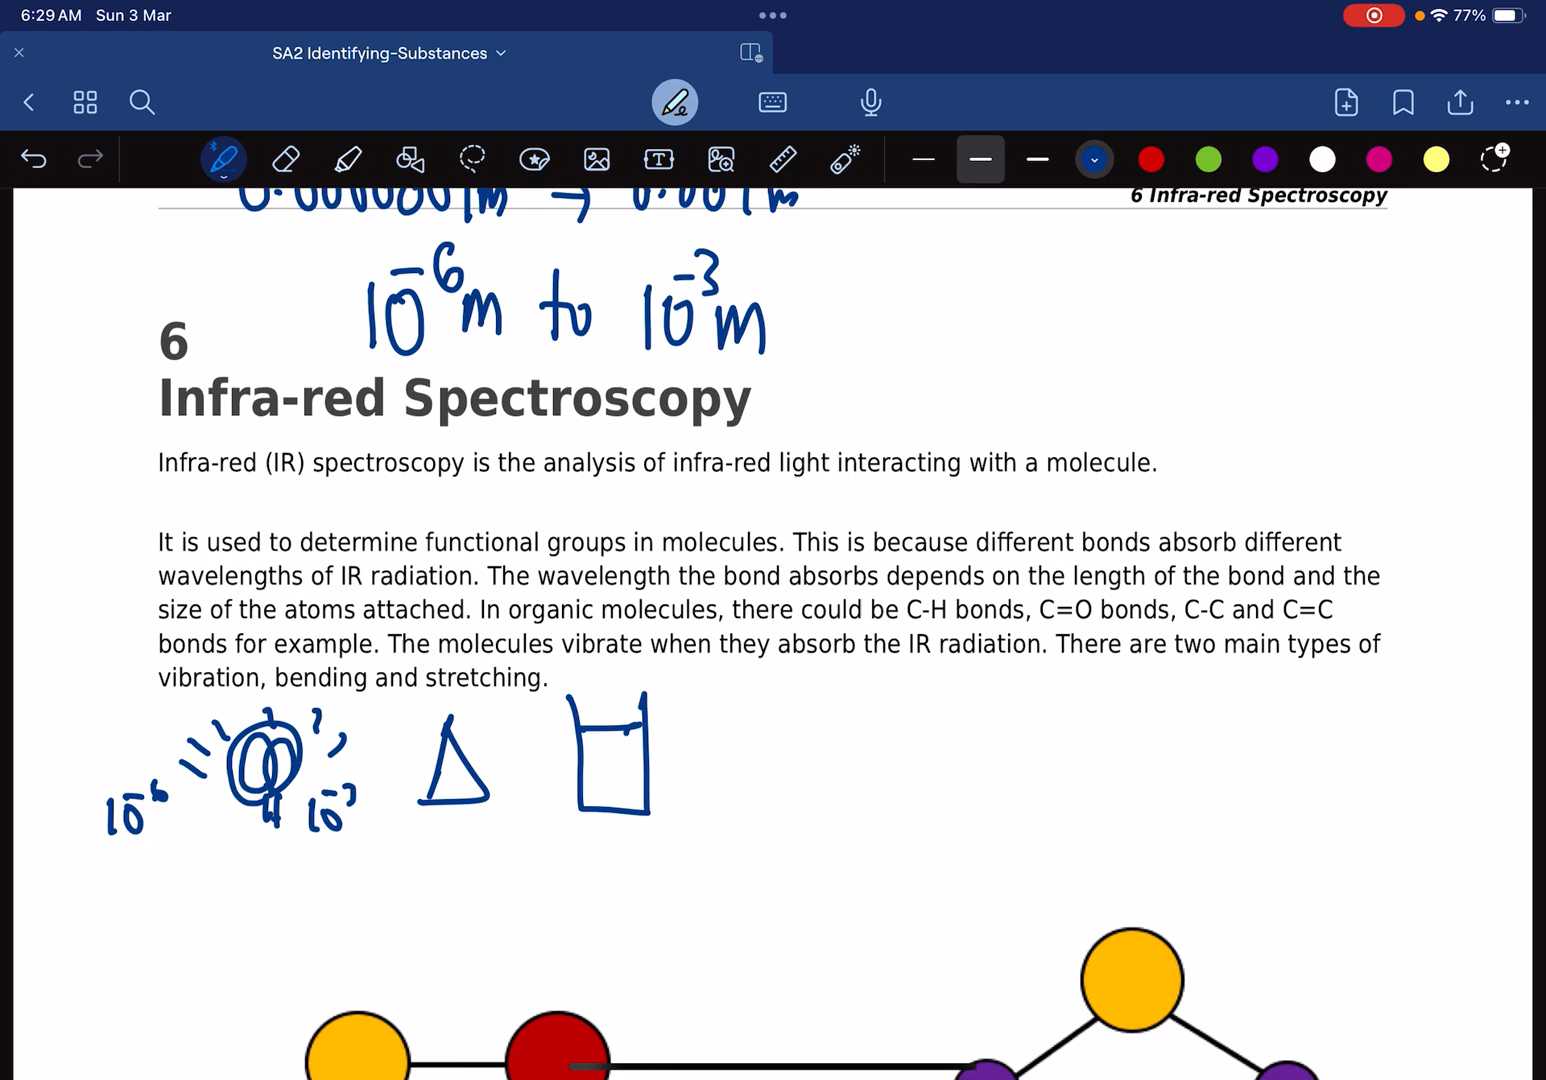 6:29 AM Sun 3 Mar
77%
SA2 Identifying-Substances
T
0.000001m → 0.001m
6 Infra-red Spectroscopy
10⁻⁶m to 10⁻³m
6
Infra-red Spectroscopy
Infra-red (IR) spectroscopy is the analysis of infra-red light interacting with a molecule.
It is used to determine functional groups in molecules. This is because different bonds absorb different
wavelengths of IR radiation. The wavelength the bond absorbs depends on the length of the bond and the
size of the atoms attached. In organic molecules, there could be C-H bonds, C=O bonds, C-C and C=C
bonds for example. The molecules vibrate when they absorb the IR radiation. There are two main types of
vibration, bending and stretching.
10⁻⁶ 10⁻³